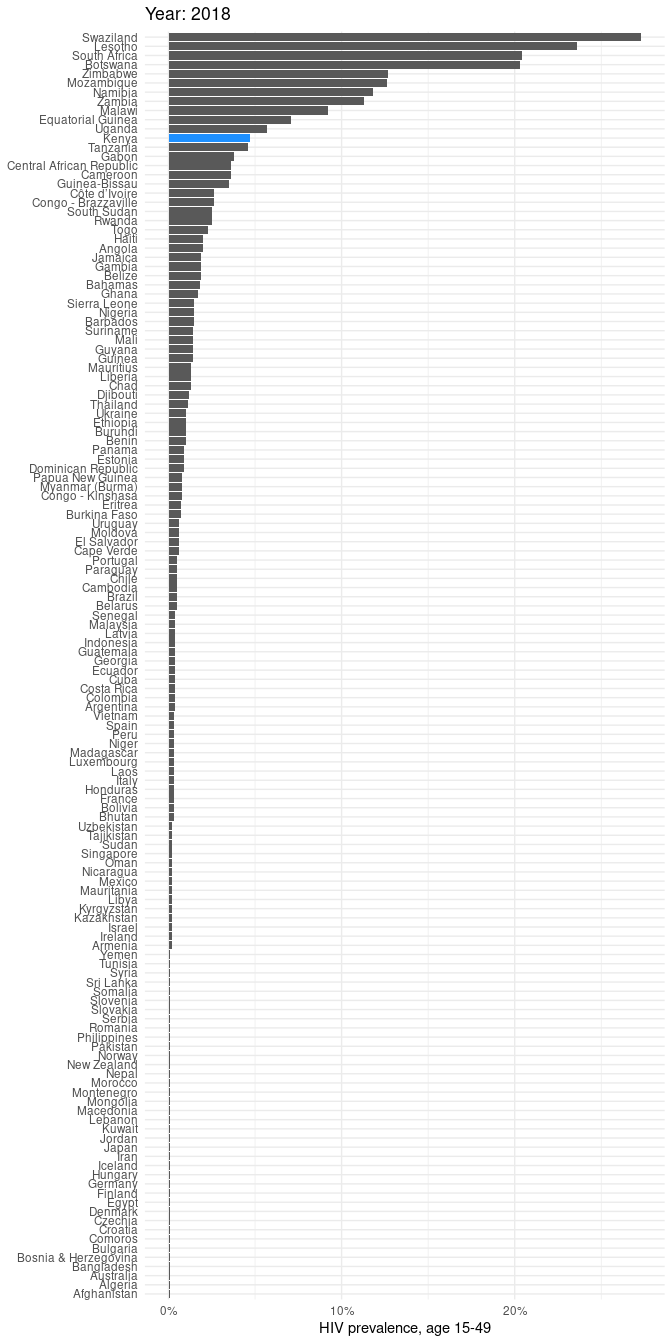 Year: 2018
Swaziland
Lesotho
South Africa
Botswana
Zimbabwe
Mozambique
Namibia
Zambia
Malawi
Equatorial Guinea
Uganda
Kenya
Tanzania
Gabon
Central African Republic
Cameroon
Guinea-Bissau
Côte d'Ivoire
Congo - Brazzaville
South Sudan
Rwanda
Togo
Haiti
Angola
Jamaica
Gambia
Belize
Bahamas
Ghana
Sierra Leone
Nigeria
Barbados
Suriname
Mali
Guyana
Guinea
Mauritius
Liberia
Chad
Djibouti
Thailand
Ukraine
Ethiopia
Burundi
Benin
Panama
Estonia
Dominican Republic
Papua New Guinea
Myanmar (Burma)
Congo - Kinshasa
Eritrea
Burkina Faso
Uruguay
Moldova
El Salvador
Cape Verde
Portugal
Paraguay
Chile
Cambodia
Brazil
Belarus
Senegal
Malaysia
Latvia
Indonesia
Guatemala
Georgia
Ecuador
Cuba
Costa Rica
Colombia
Argentina
Vietnam
Spain
Peru
Niger
Madagascar
Luxembourg
Laos
Italy
Honduras
France
Bolivia
Bhutan
Uzbekistan
Tajikistan
Sudan
Singapore
Oman
Nicaragua
Mexico
Mauritania
Libya
Kyrgyzstan
Kazakhstan
Israel
Ireland
Armenia
Yemen
Tunisia
Syria
Sri Lanka
Somalia
Slovenia
Slovakia
Serbia
Romania
Philippines
Pakistan
Norway
New Zealand
Nepal
Morocco
Montenegro
Mongolia
Macedonia
Lebanon
Kuwait
Jordan
Japan
Iran
Iceland
Hungary
Germany
Finland
Egypt
Denmark
Czechia
Croatia
Comoros
Bulgaria
Bosnia & Herzegovina
Bangladesh
Australia
Algeria
Afghanistan
0% 10% 20%
HIV prevalence, age 15-49